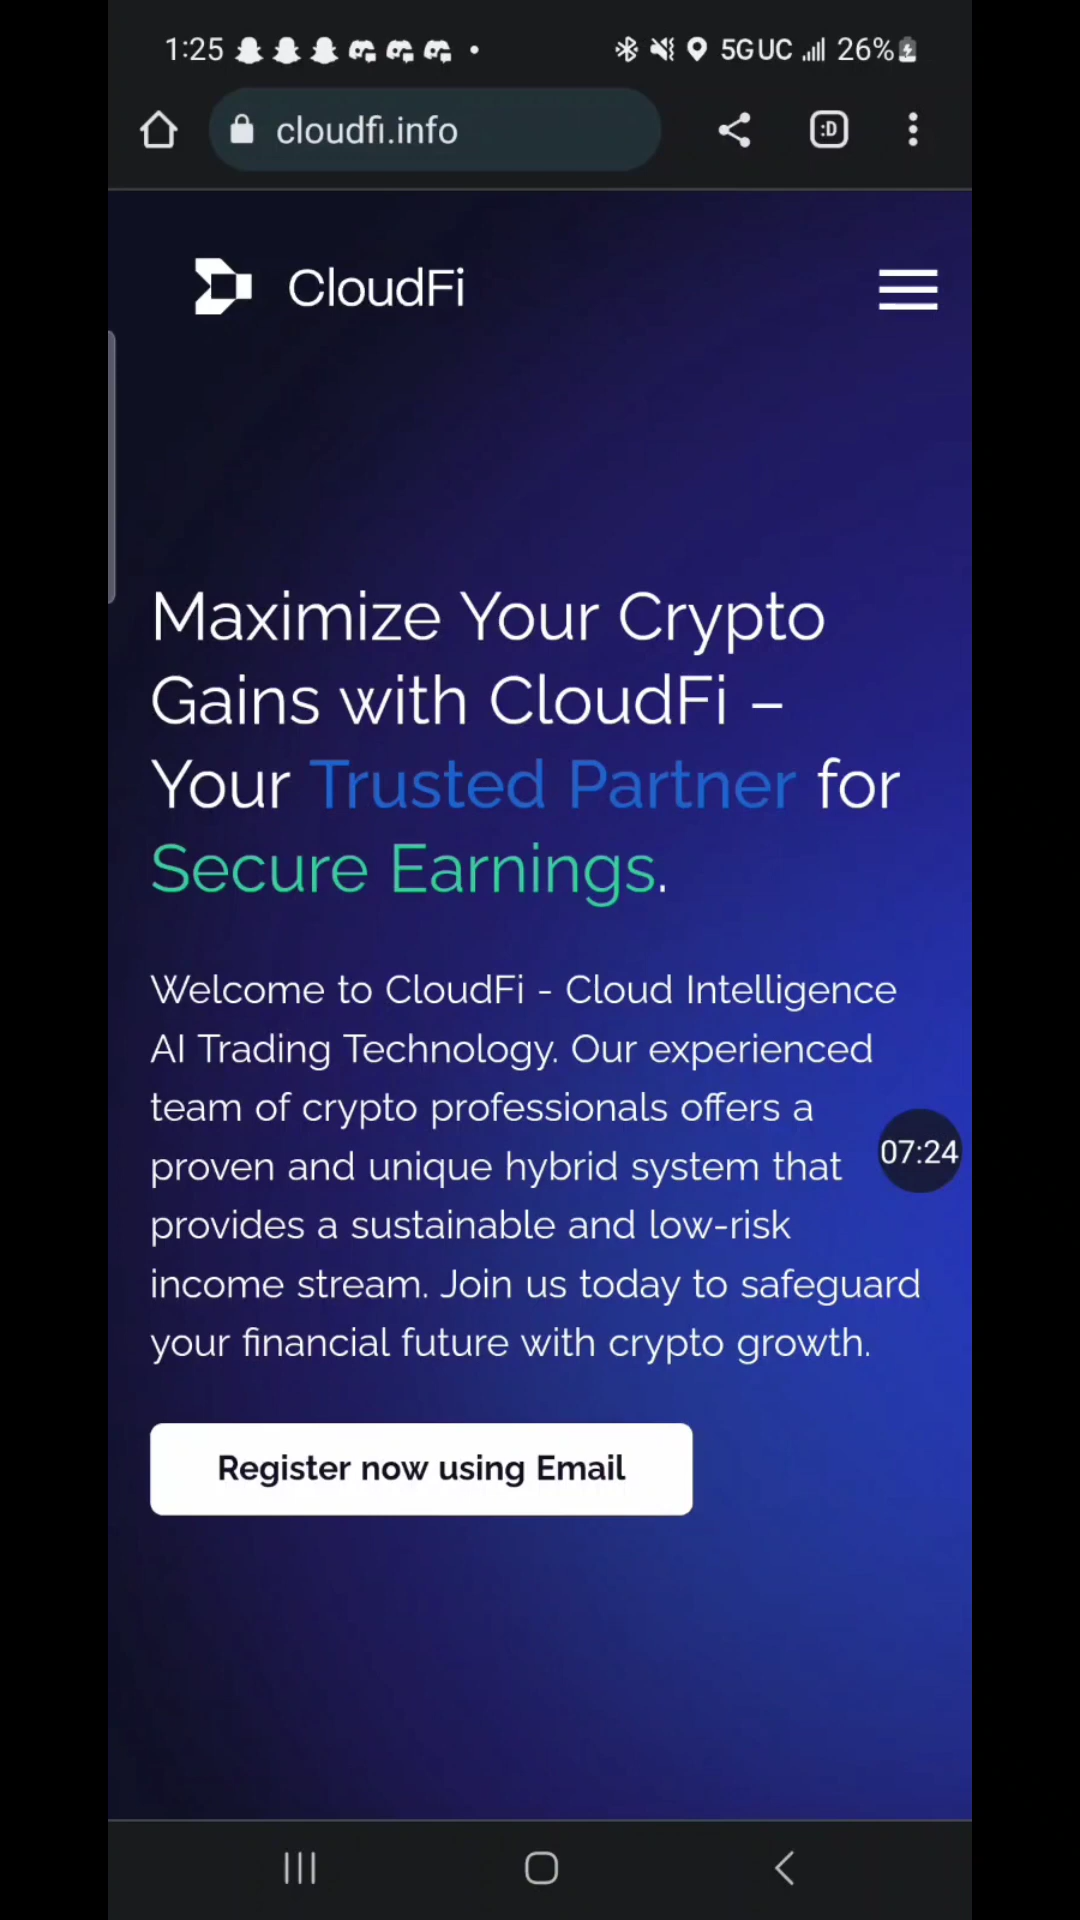 1:25 5G UC 26%
cloudfi.info :D
CloudFi
Maximize Your Crypto
Gains with CloudFi –
Your Trusted Partner for
Secure Earnings.
Welcome to CloudFi - Cloud Intelligence
AI Trading Technology. Our experienced
team of crypto professionals offers a
07:24
proven and unique hybrid system that
provides a sustainable and low-risk
income stream. Join us today to safeguard
your financial future with crypto growth.
Register now using Email